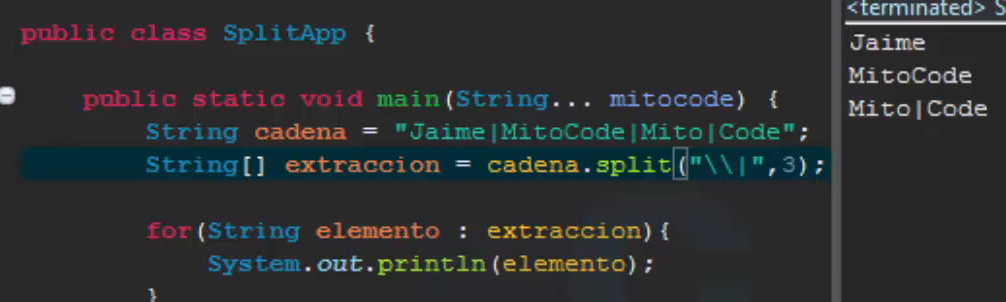 public class SplitApp {
public static void main(String... mitocode) {
String cadena = "Jaime|MitoCode|Mito|Code";
String[] extraccion = cadena.split("\\|",3);
for(String elemento : extraccion){
System.out.println(elemento);
}
<terminated> S
Jaime
MitoCode
Mito|Code